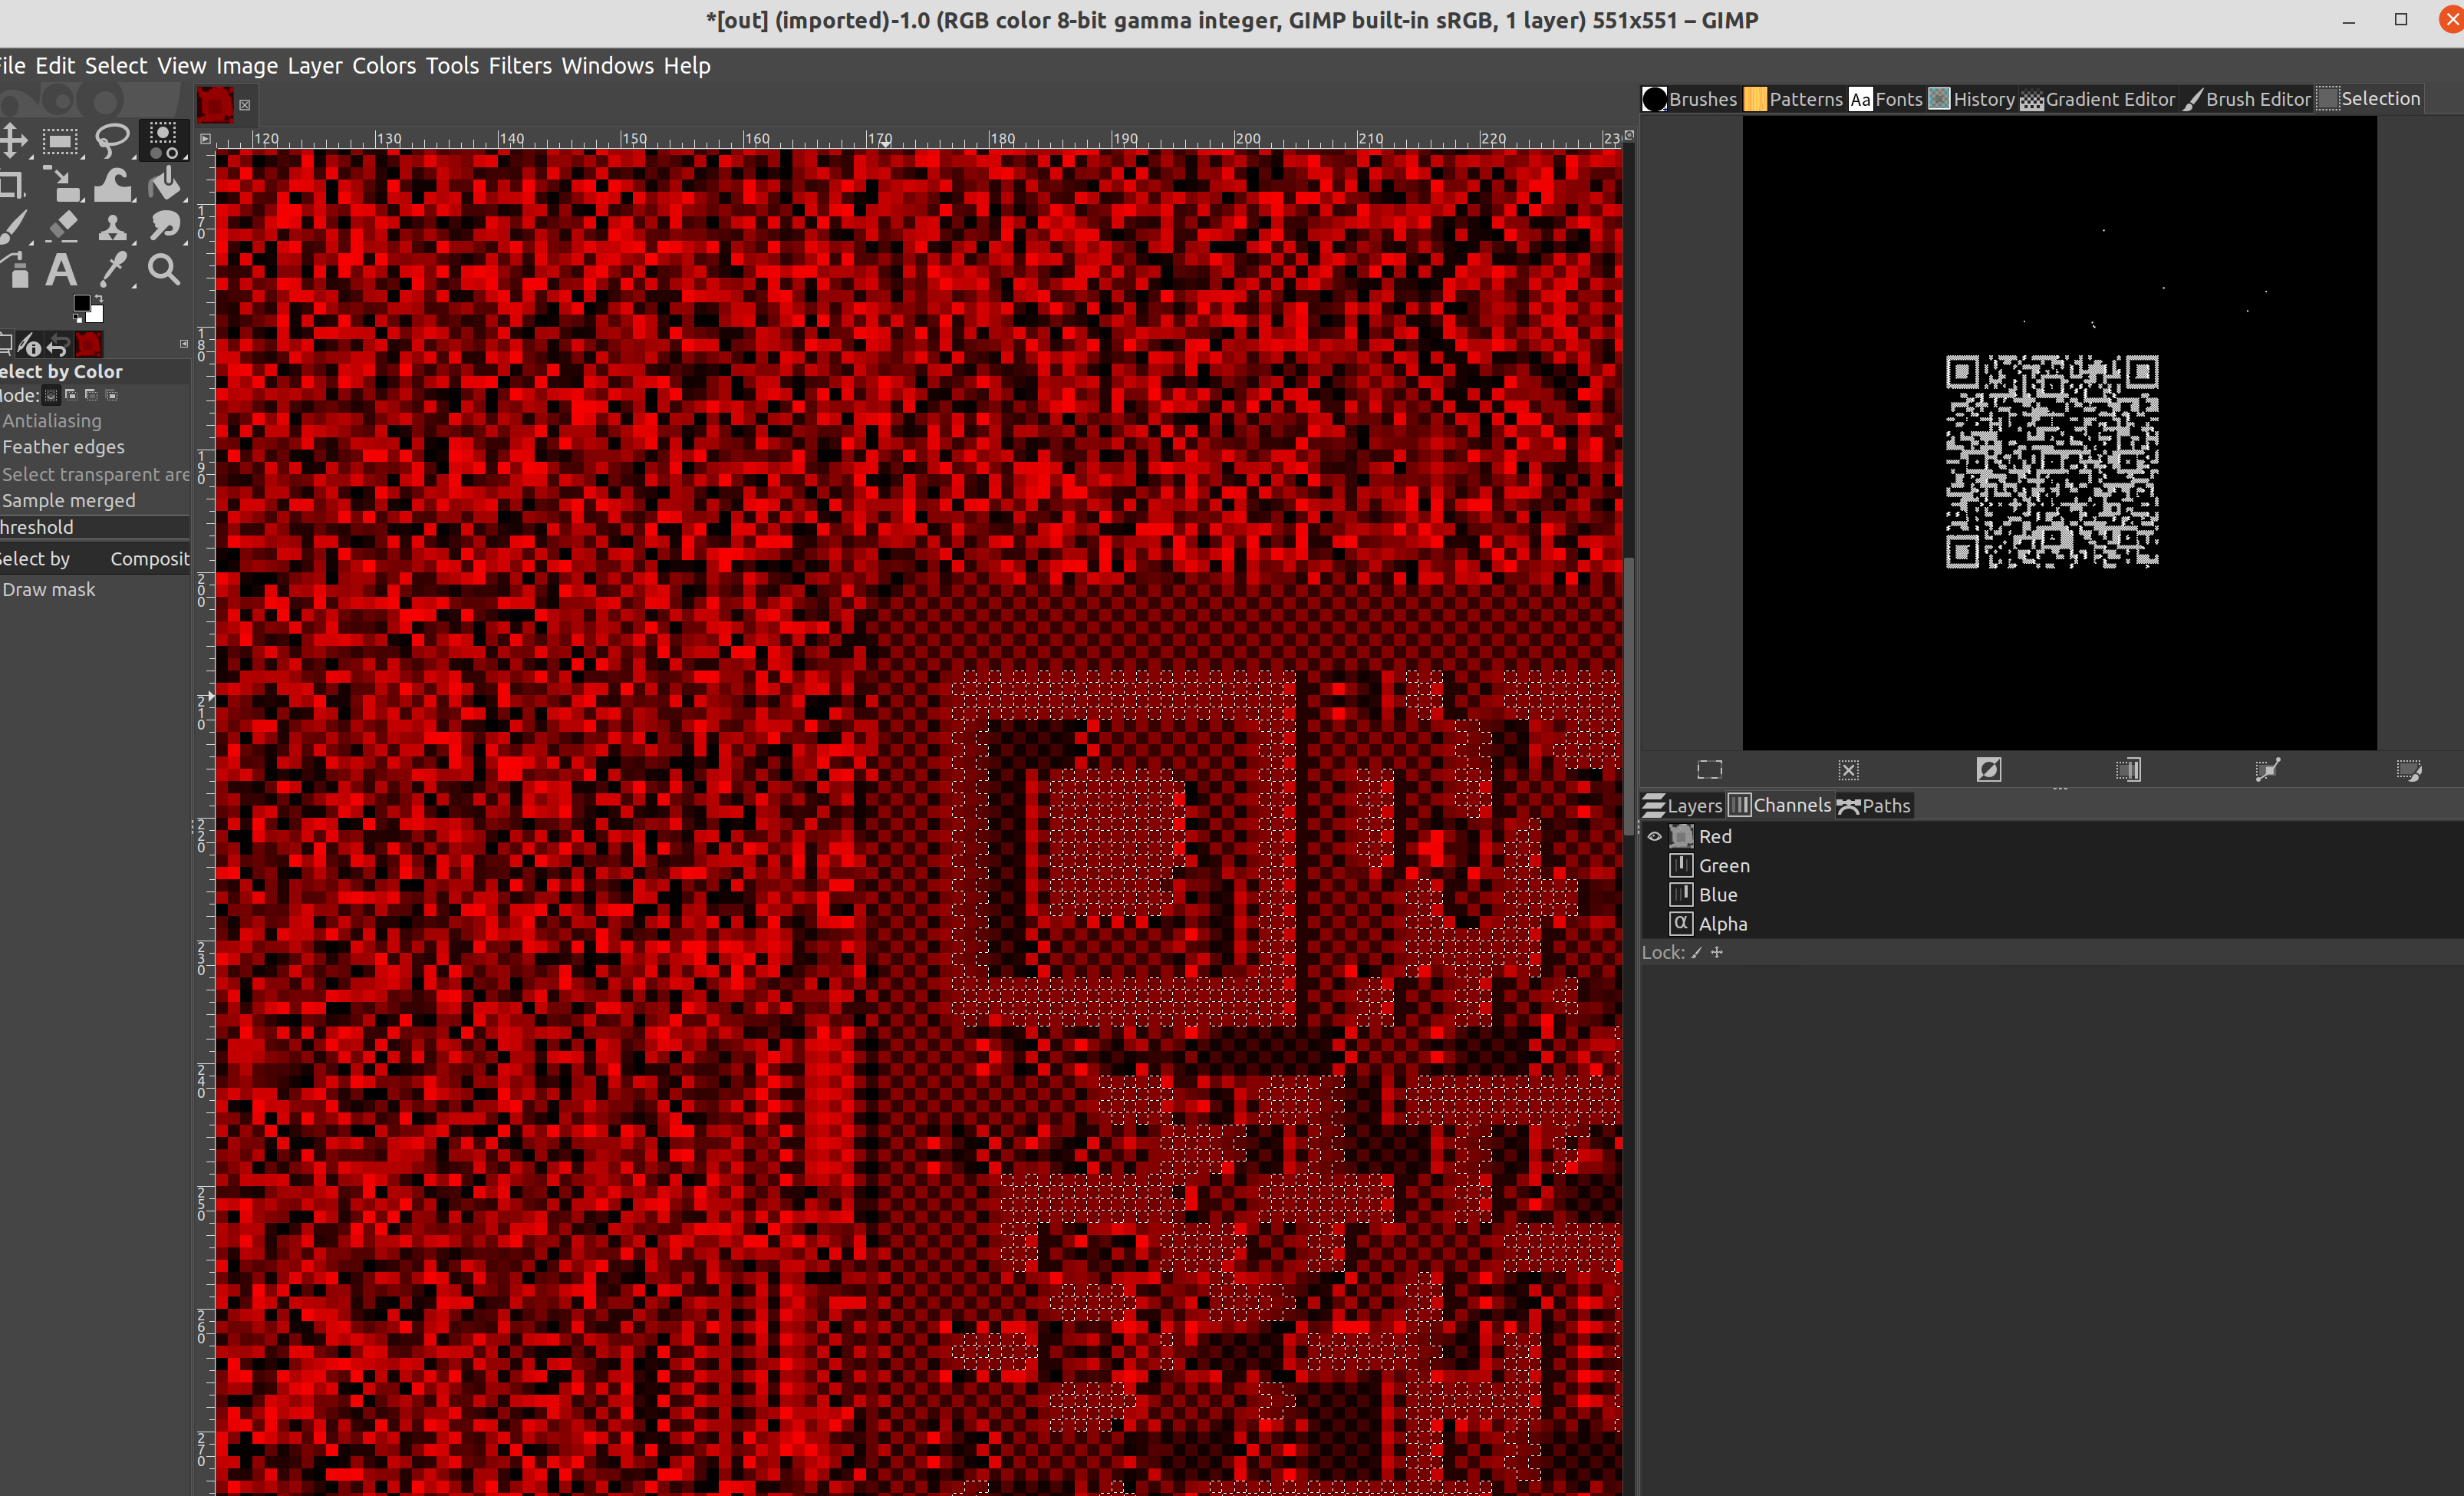 *[out] (imported)-1.0 (RGB color 8-bit gamma integer, GIMP built-in sRGB, 1 layer) 551x551 – GIMP
ile Edit Select View Image Layer Colors Tools Filters Windows Help
Brushes Patterns Aa Fonts History Gradient Editor Brush Editor Selection
120 130 140 150 160 170 180 190 200 210 220 23
170
180
190
200
210
220
230
240
250
260
270
elect by Color
ode:
Antialiasing
Feather edges
Select transparent are
Sample merged
hreshold
Select by Composit
Draw mask
Layers Channels Paths
Red
Green
Blue
Alpha
Lock: